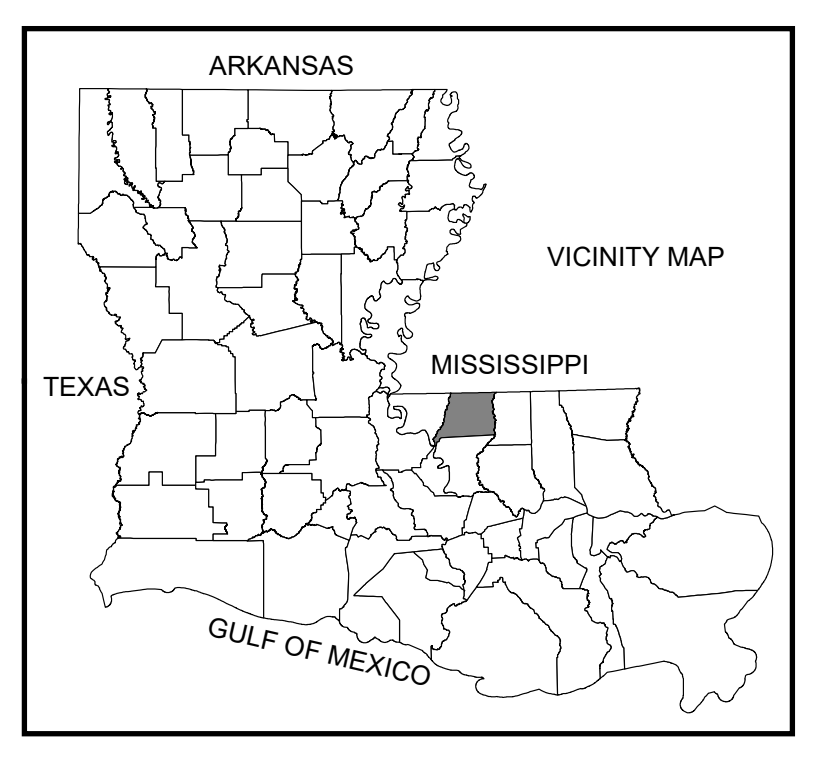 ARKANSAS
VICINITY MAP
MISSISSIPPI
TEXAS
GULF OF MEXICO